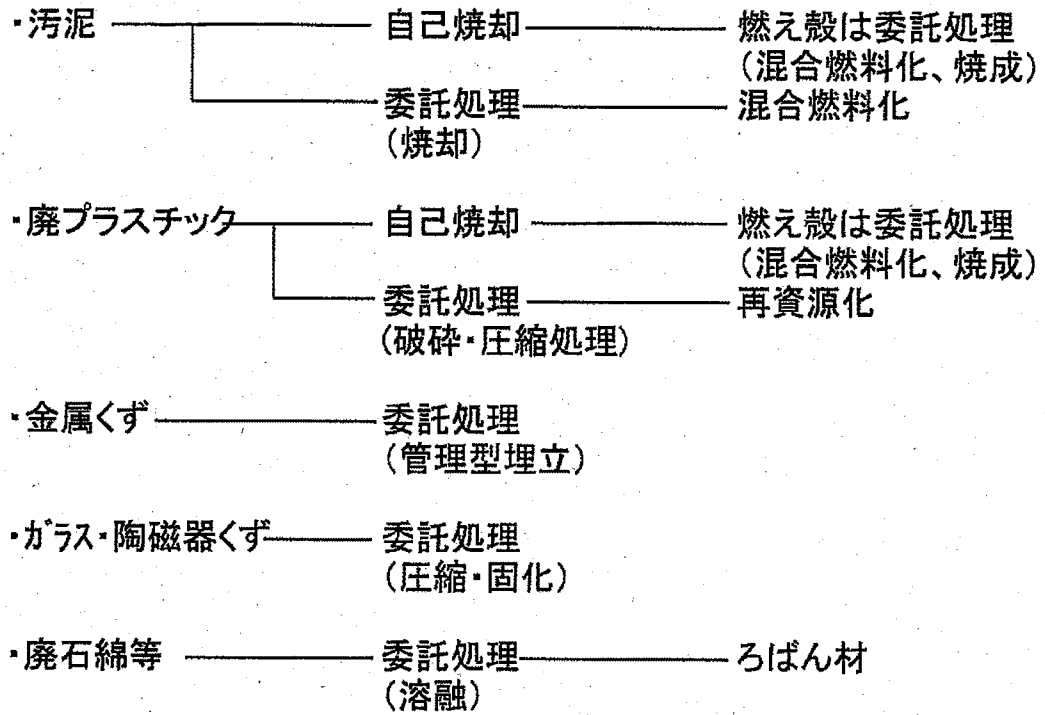 ・汚泥 自己焼却 燃え殻は委託処理
(混合燃料化、焼成)
委託処理 混合燃料化
(焼却)
・廃プラスチック 自己焼却 燃え殻は委託処理
(混合燃料化、焼成)
委託処理 再資源化
(破砕・圧縮処理)
・金属くず 委託処理
(管理型埋立)
・ガラス・陶磁器くず 委託処理
(圧縮・固化)
・廃石綿等 委託処理 ろばん材
(溶融)